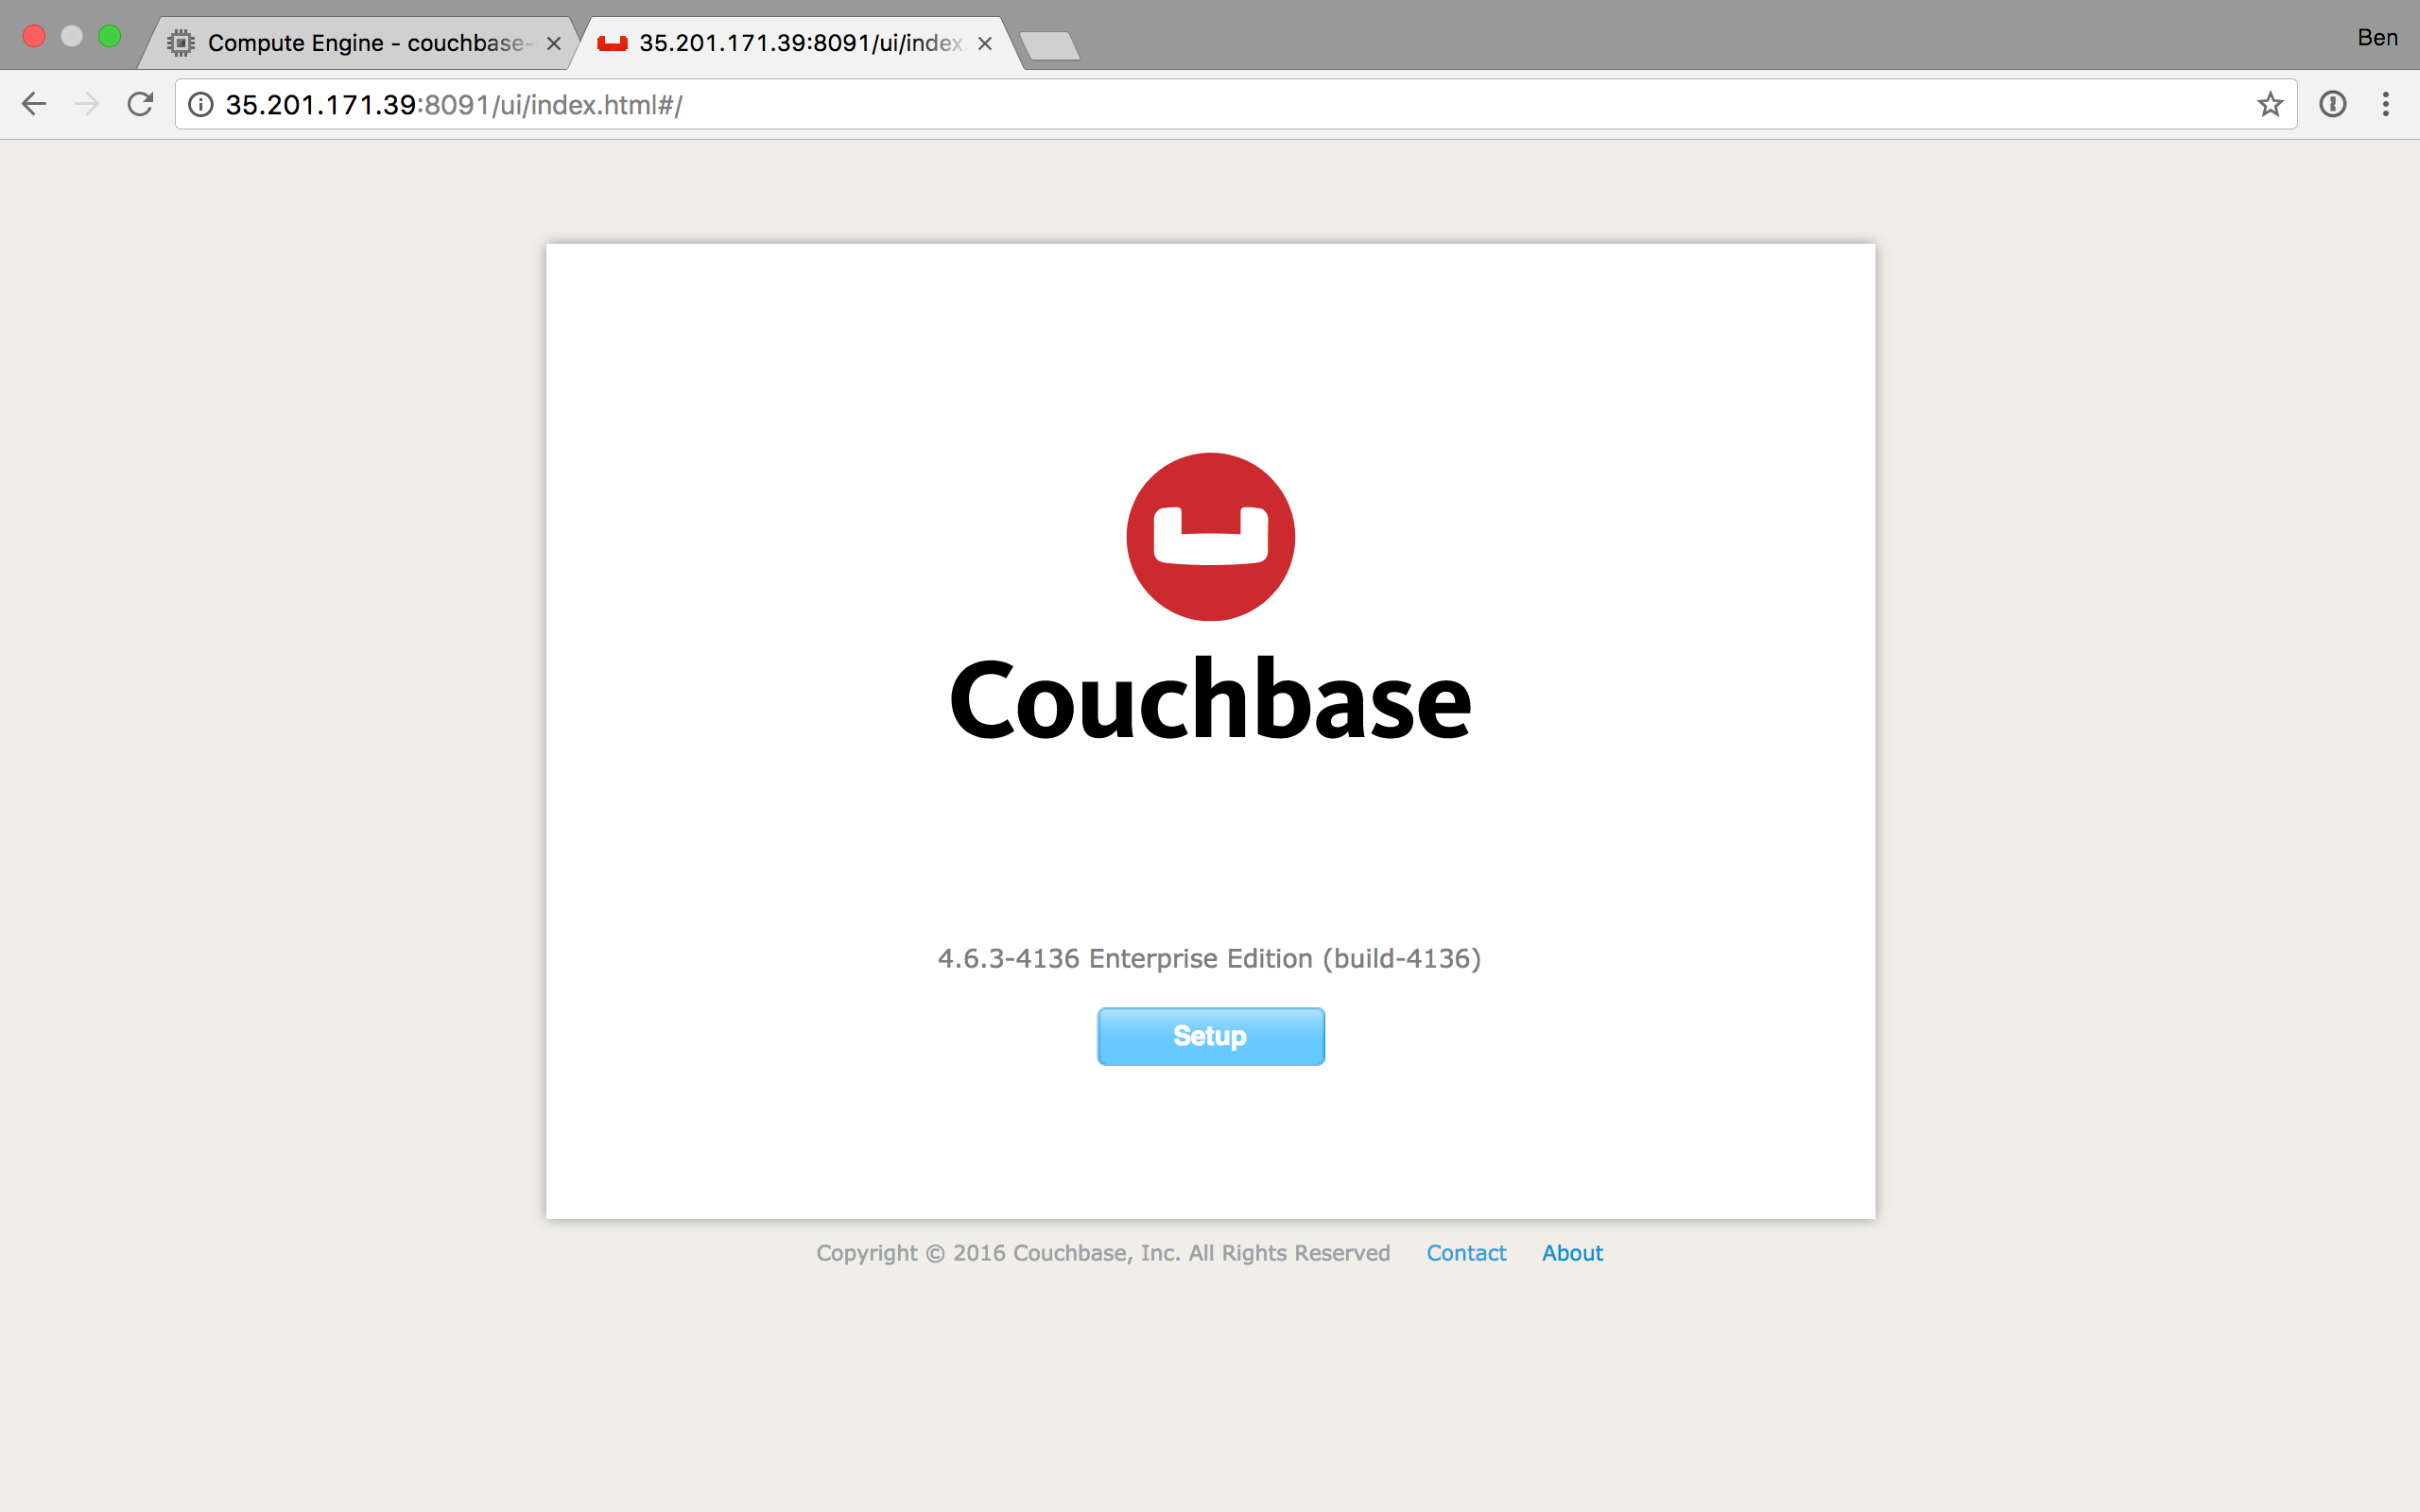 Compute Engine - couchbase-
35.201.171.39:8091/ui/index.
Ben
35.201.171.39:8091/ui/index.html#/
Couchbase
4.6.3-4136 Enterprise Edition (build-4136)
Setup
Copyright © 2016 Couchbase, Inc. All Rights Reserved Contact About